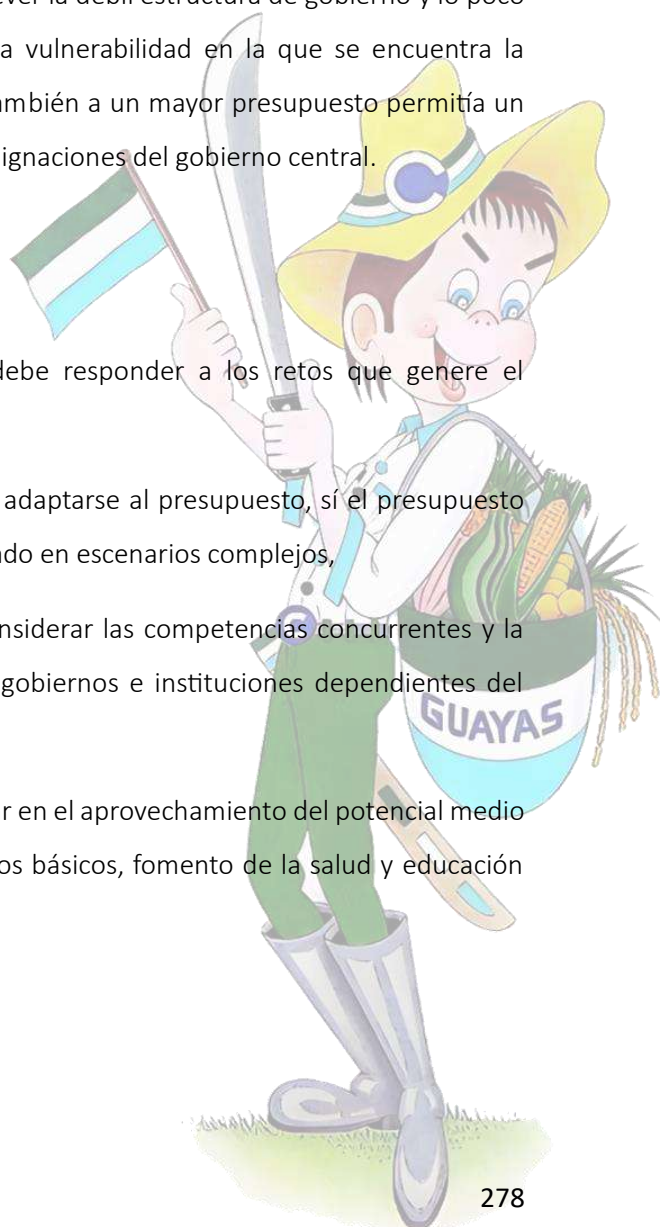 ever la débil estructura de gobierno y lo poco
a vulnerabilidad en la que se encuentra la
ambién a un mayor presupuesto permitía un
ignaciones del gobierno central.
debe responder a los retos que genere el
adaptarse al presupuesto, sí el presupuesto
ndo en escenarios complejos,
nsiderar las competencias concurrentes y la
gobiernos e instituciones dependientes del
GUAYAS
r en el aprovechamiento del potencial medio
os básicos, fomento de la salud y educación
278